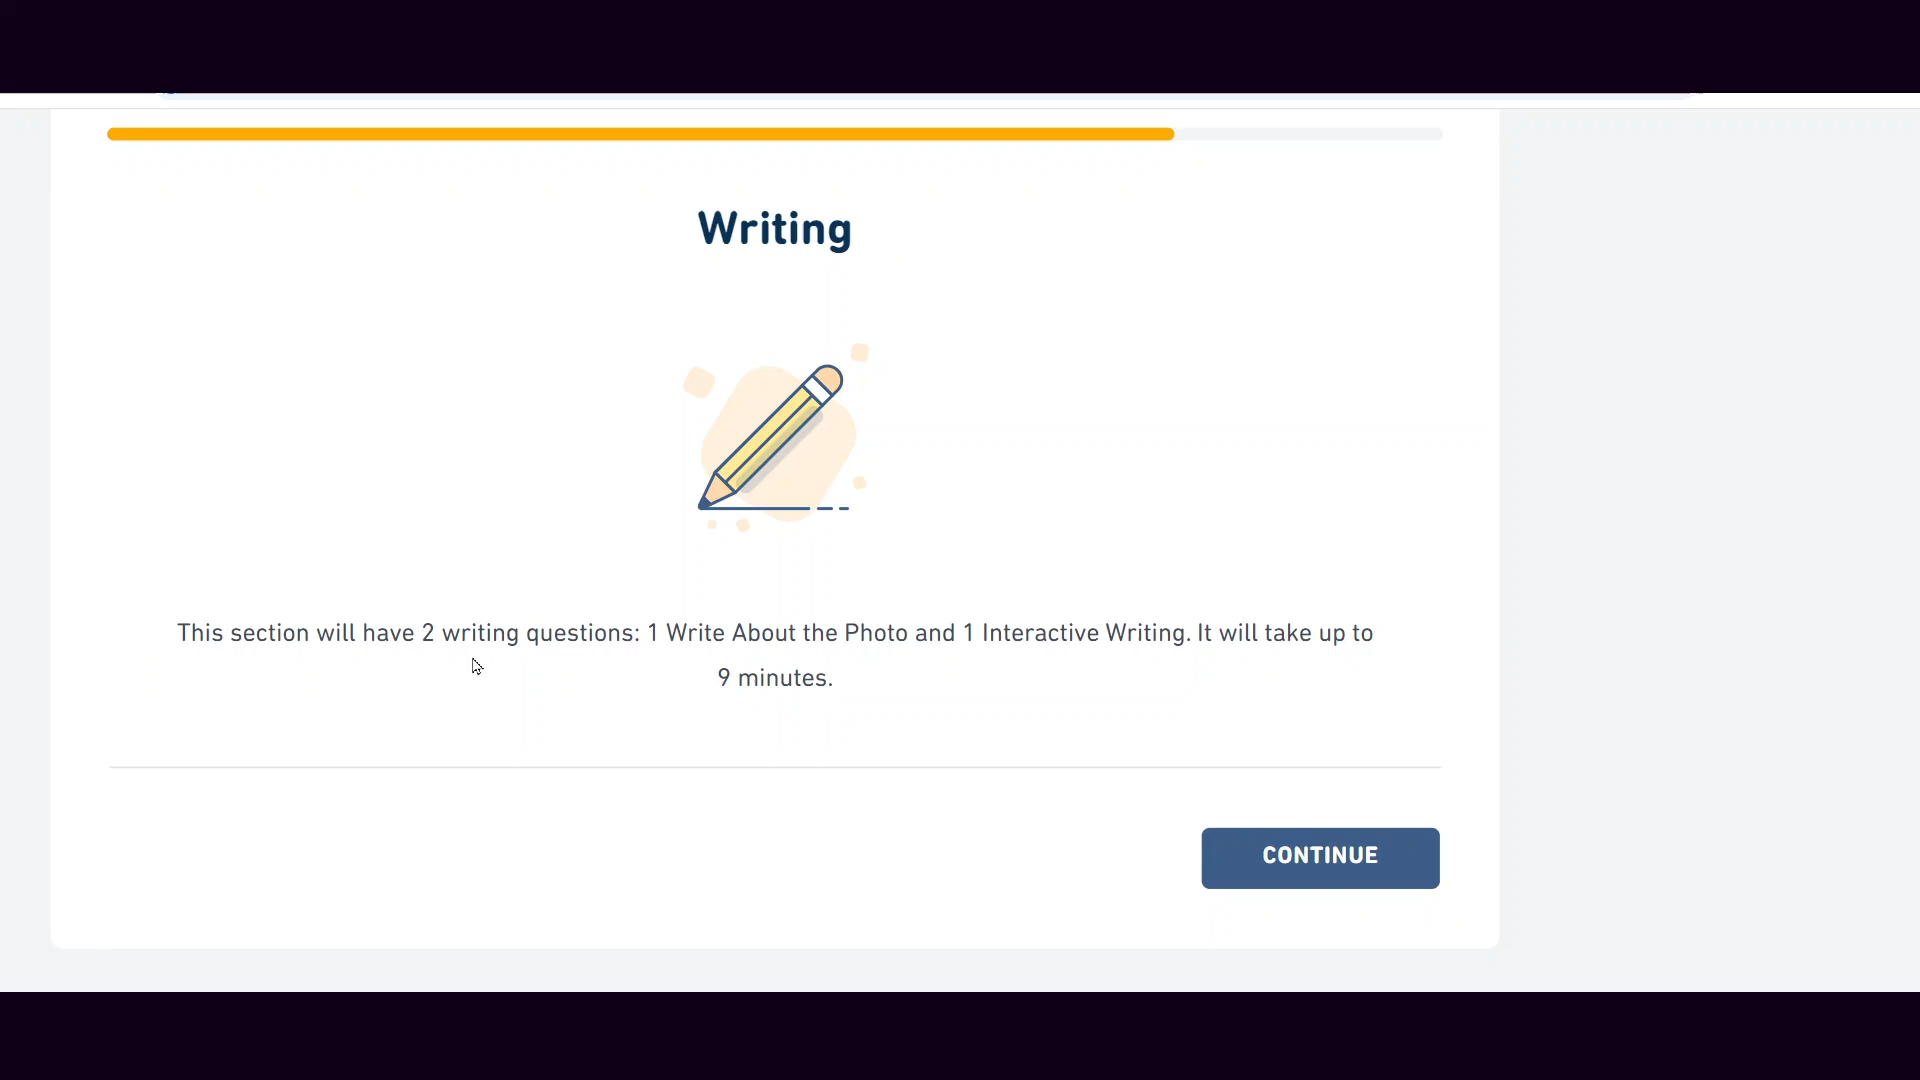 Writing
This section will have 2 writing questions: 1 Write About the Photo and 1 Interactive Writing. It will take up to
9 minutes.
CONTINUE